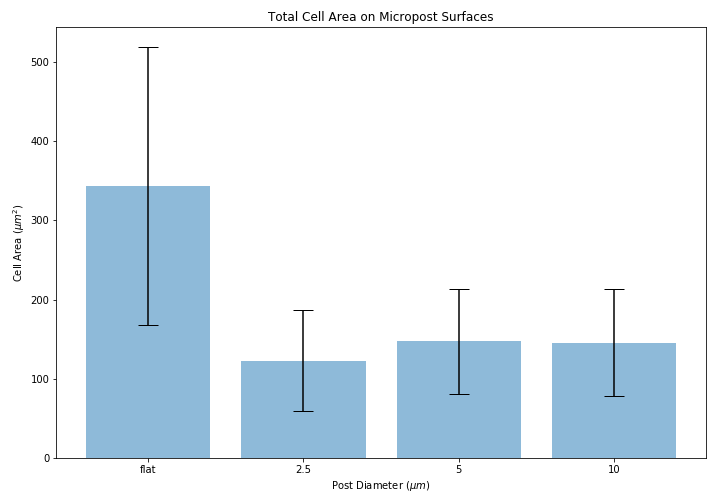 Total Cell Area on Micropost Surfaces
Cell Area (μm²)
500
400
300
200
100
0
flat 2.5 5 10
Post Diameter (μm)